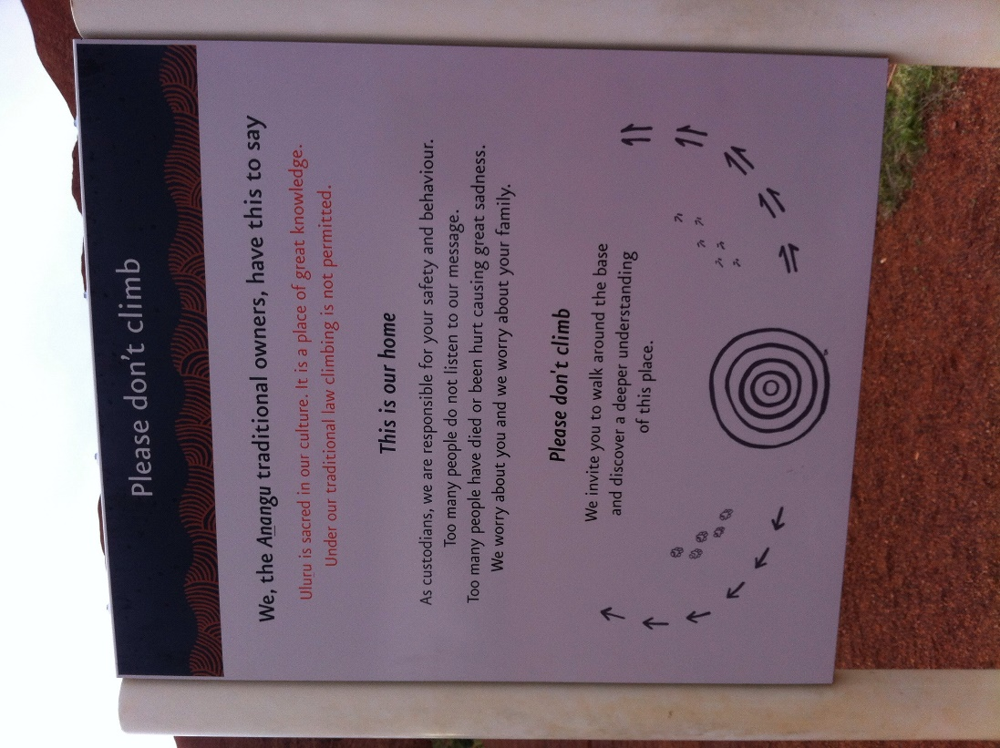 Please don't climb
We, the Aṉangu traditional owners, have this to say
Uluṟu is sacred in our culture. It is a place of great knowledge.
Under our traditional law climbing is not permitted.
This is our home
As custodians, we are responsible for your safety and behaviour.
Too many people do not listen to our message.
Too many people have died or been hurt causing great sadness.
We worry about you and we worry about your family.
Please don't climb
We invite you to walk around the base
and discover a deeper understanding
of this place.